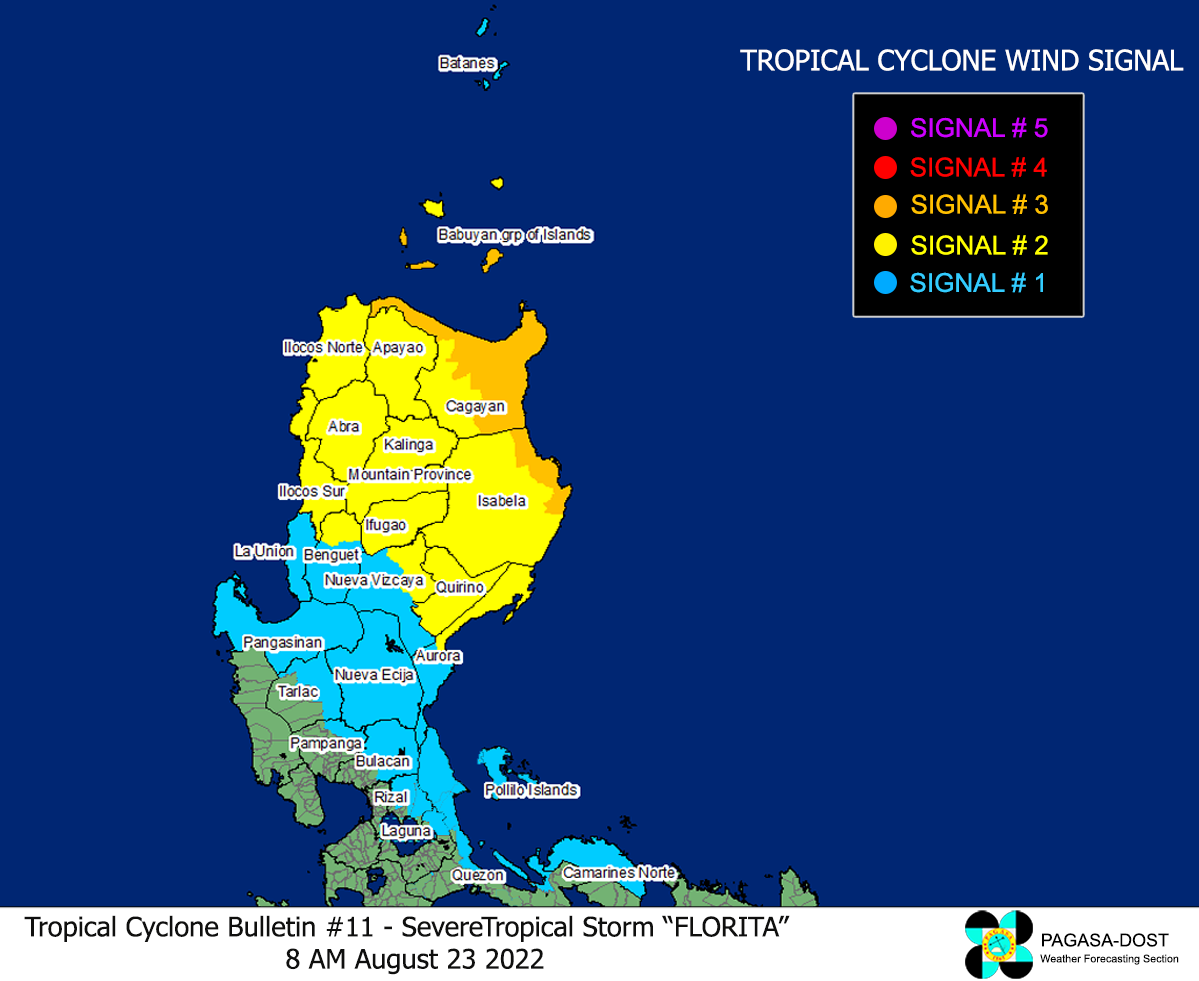 TROPICAL CYCLONE WIND SIGNAL
SIGNAL # 5
SIGNAL # 4
SIGNAL # 3
SIGNAL # 2
SIGNAL # 1
Batanes
Babuyan grp of Islands
Ilocos Norte
Apayao
Cagayan
Abra
Kalinga
Mountain Province
Ilocos Sur
Isabela
Ifugao
La Union
Benguet
Nueva Vizcaya
Quirino
Pangasinan
Aurora
Nueva Ecija
Tarlac
Pampanga
Bulacan
Pollilo Islands
Rizal
Laguna
Quezon
Camarines Norte
Tropical Cyclone Bulletin #11 - SevereTropical Storm “FLORITA”
8 AM August 23 2022
PAGASA-DOST
Weather Forecasting Section